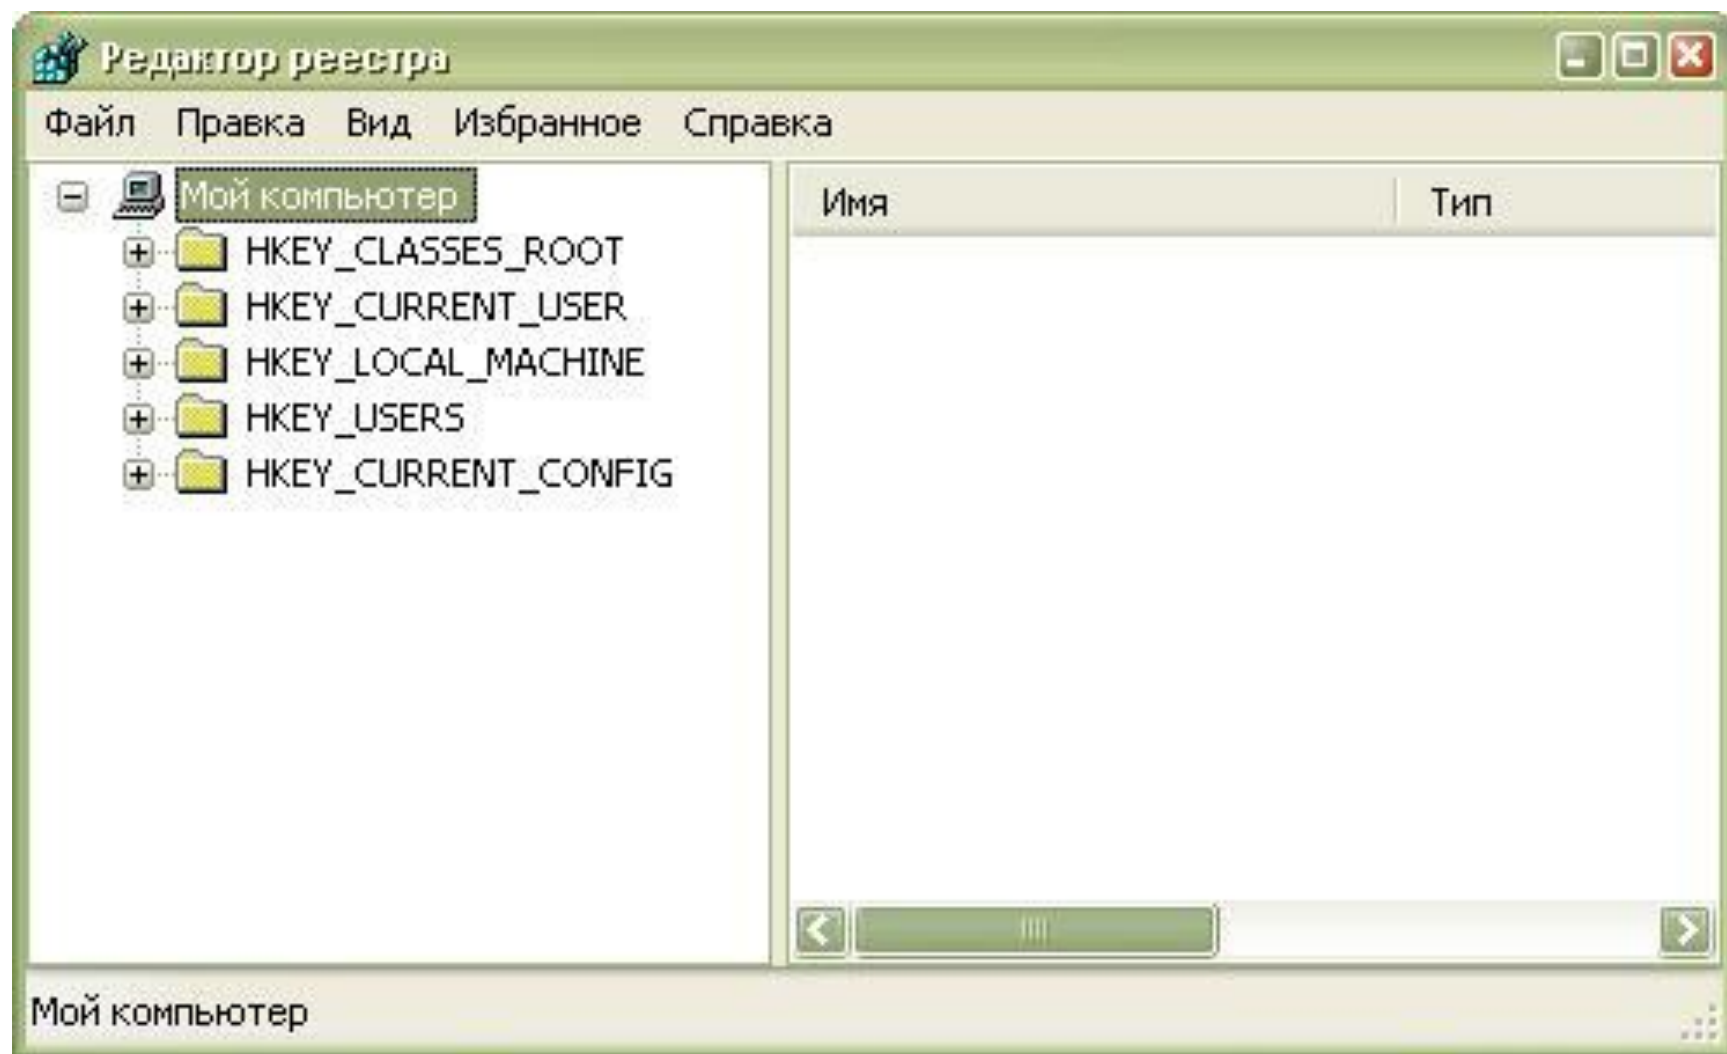 Редактор реестра
Файл Правка Вид Избранное Справка
Мой компьютер
HKEY_CLASSES_ROOT
HKEY_CURRENT_USER
HKEY_LOCAL_MACHINE
HKEY_USERS
HKEY_CURRENT_CONFIG
Имя Тип
Мой компьютер